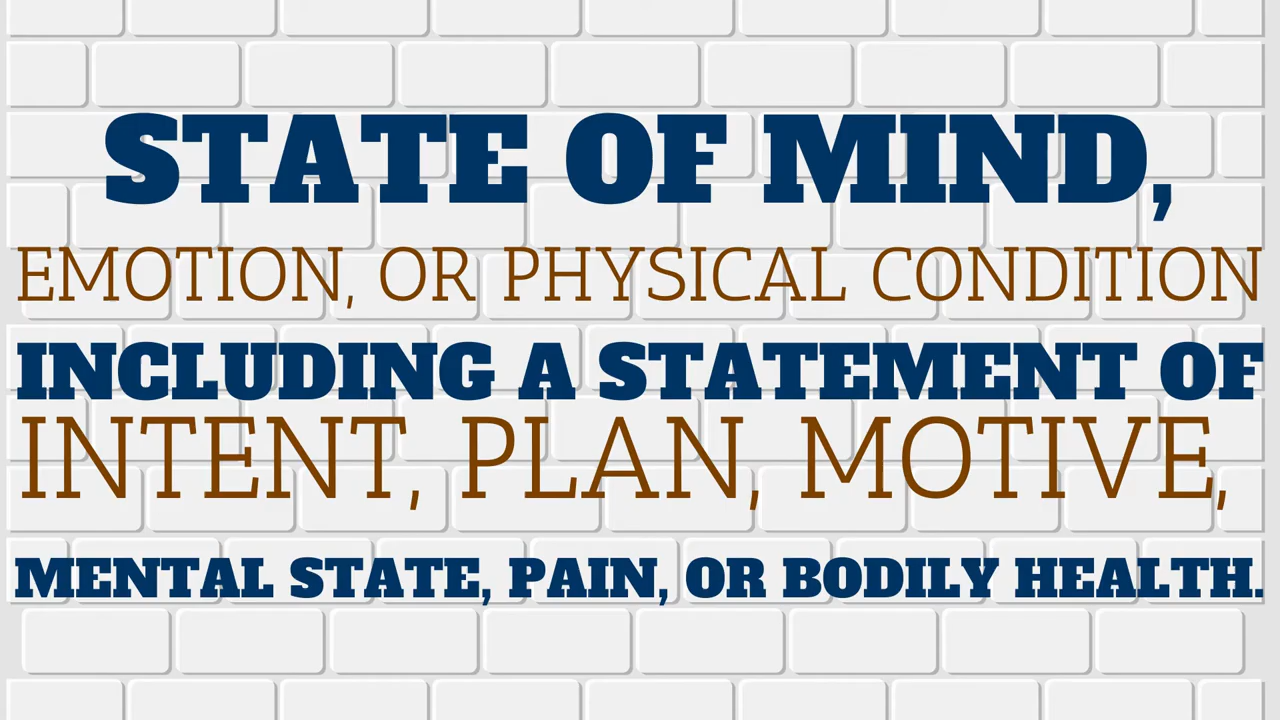 STATE OF MIND,
EMOTION, OR PHYSICAL CONDITION
INCLUDING A STATEMENT OF
INTENT, PLAN, MOTIVE,
MENTAL STATE, PAIN, OR BODILY HEALTH.